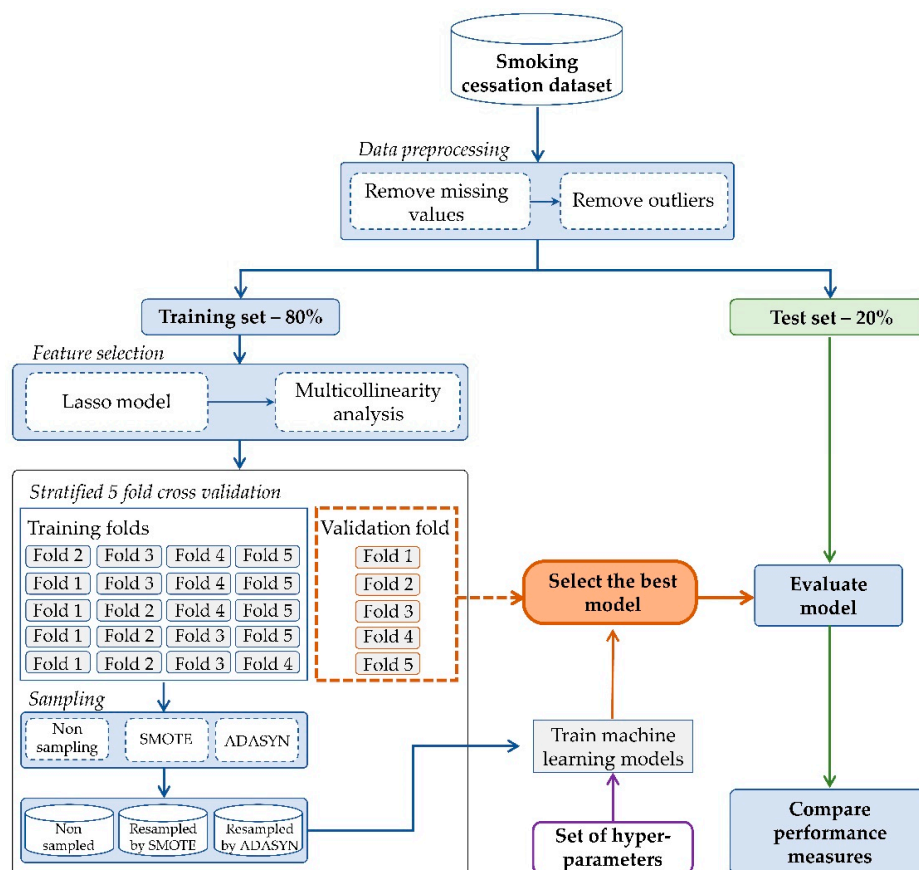 Smoking
cessation dataset
Data preprocessing
Remove missing
values
Remove outliers
Training set – 80%
Test set – 20%
Feature selection
Lasso model
Multicollinearity
analysis
Stratified 5 fold cross validation
Training folds
Fold 2 Fold 3 Fold 4 Fold 5
Fold 1 Fold 3 Fold 4 Fold 5
Fold 1 Fold 2 Fold 4 Fold 5
Fold 1 Fold 2 Fold 3 Fold 5
Fold 1 Fold 2 Fold 3 Fold 4
Validation fold
Fold 1
Fold 2
Fold 3
Fold 4
Fold 5
Select the best
model
Evaluate
model
Sampling
Non
sampling
SMOTE
ADASYN
Train machine
learning models
Non
sampled
Resampled
by SMOTE
Resampled
by ADASYN
Set of hyper-
parameters
Compare
performance
measures